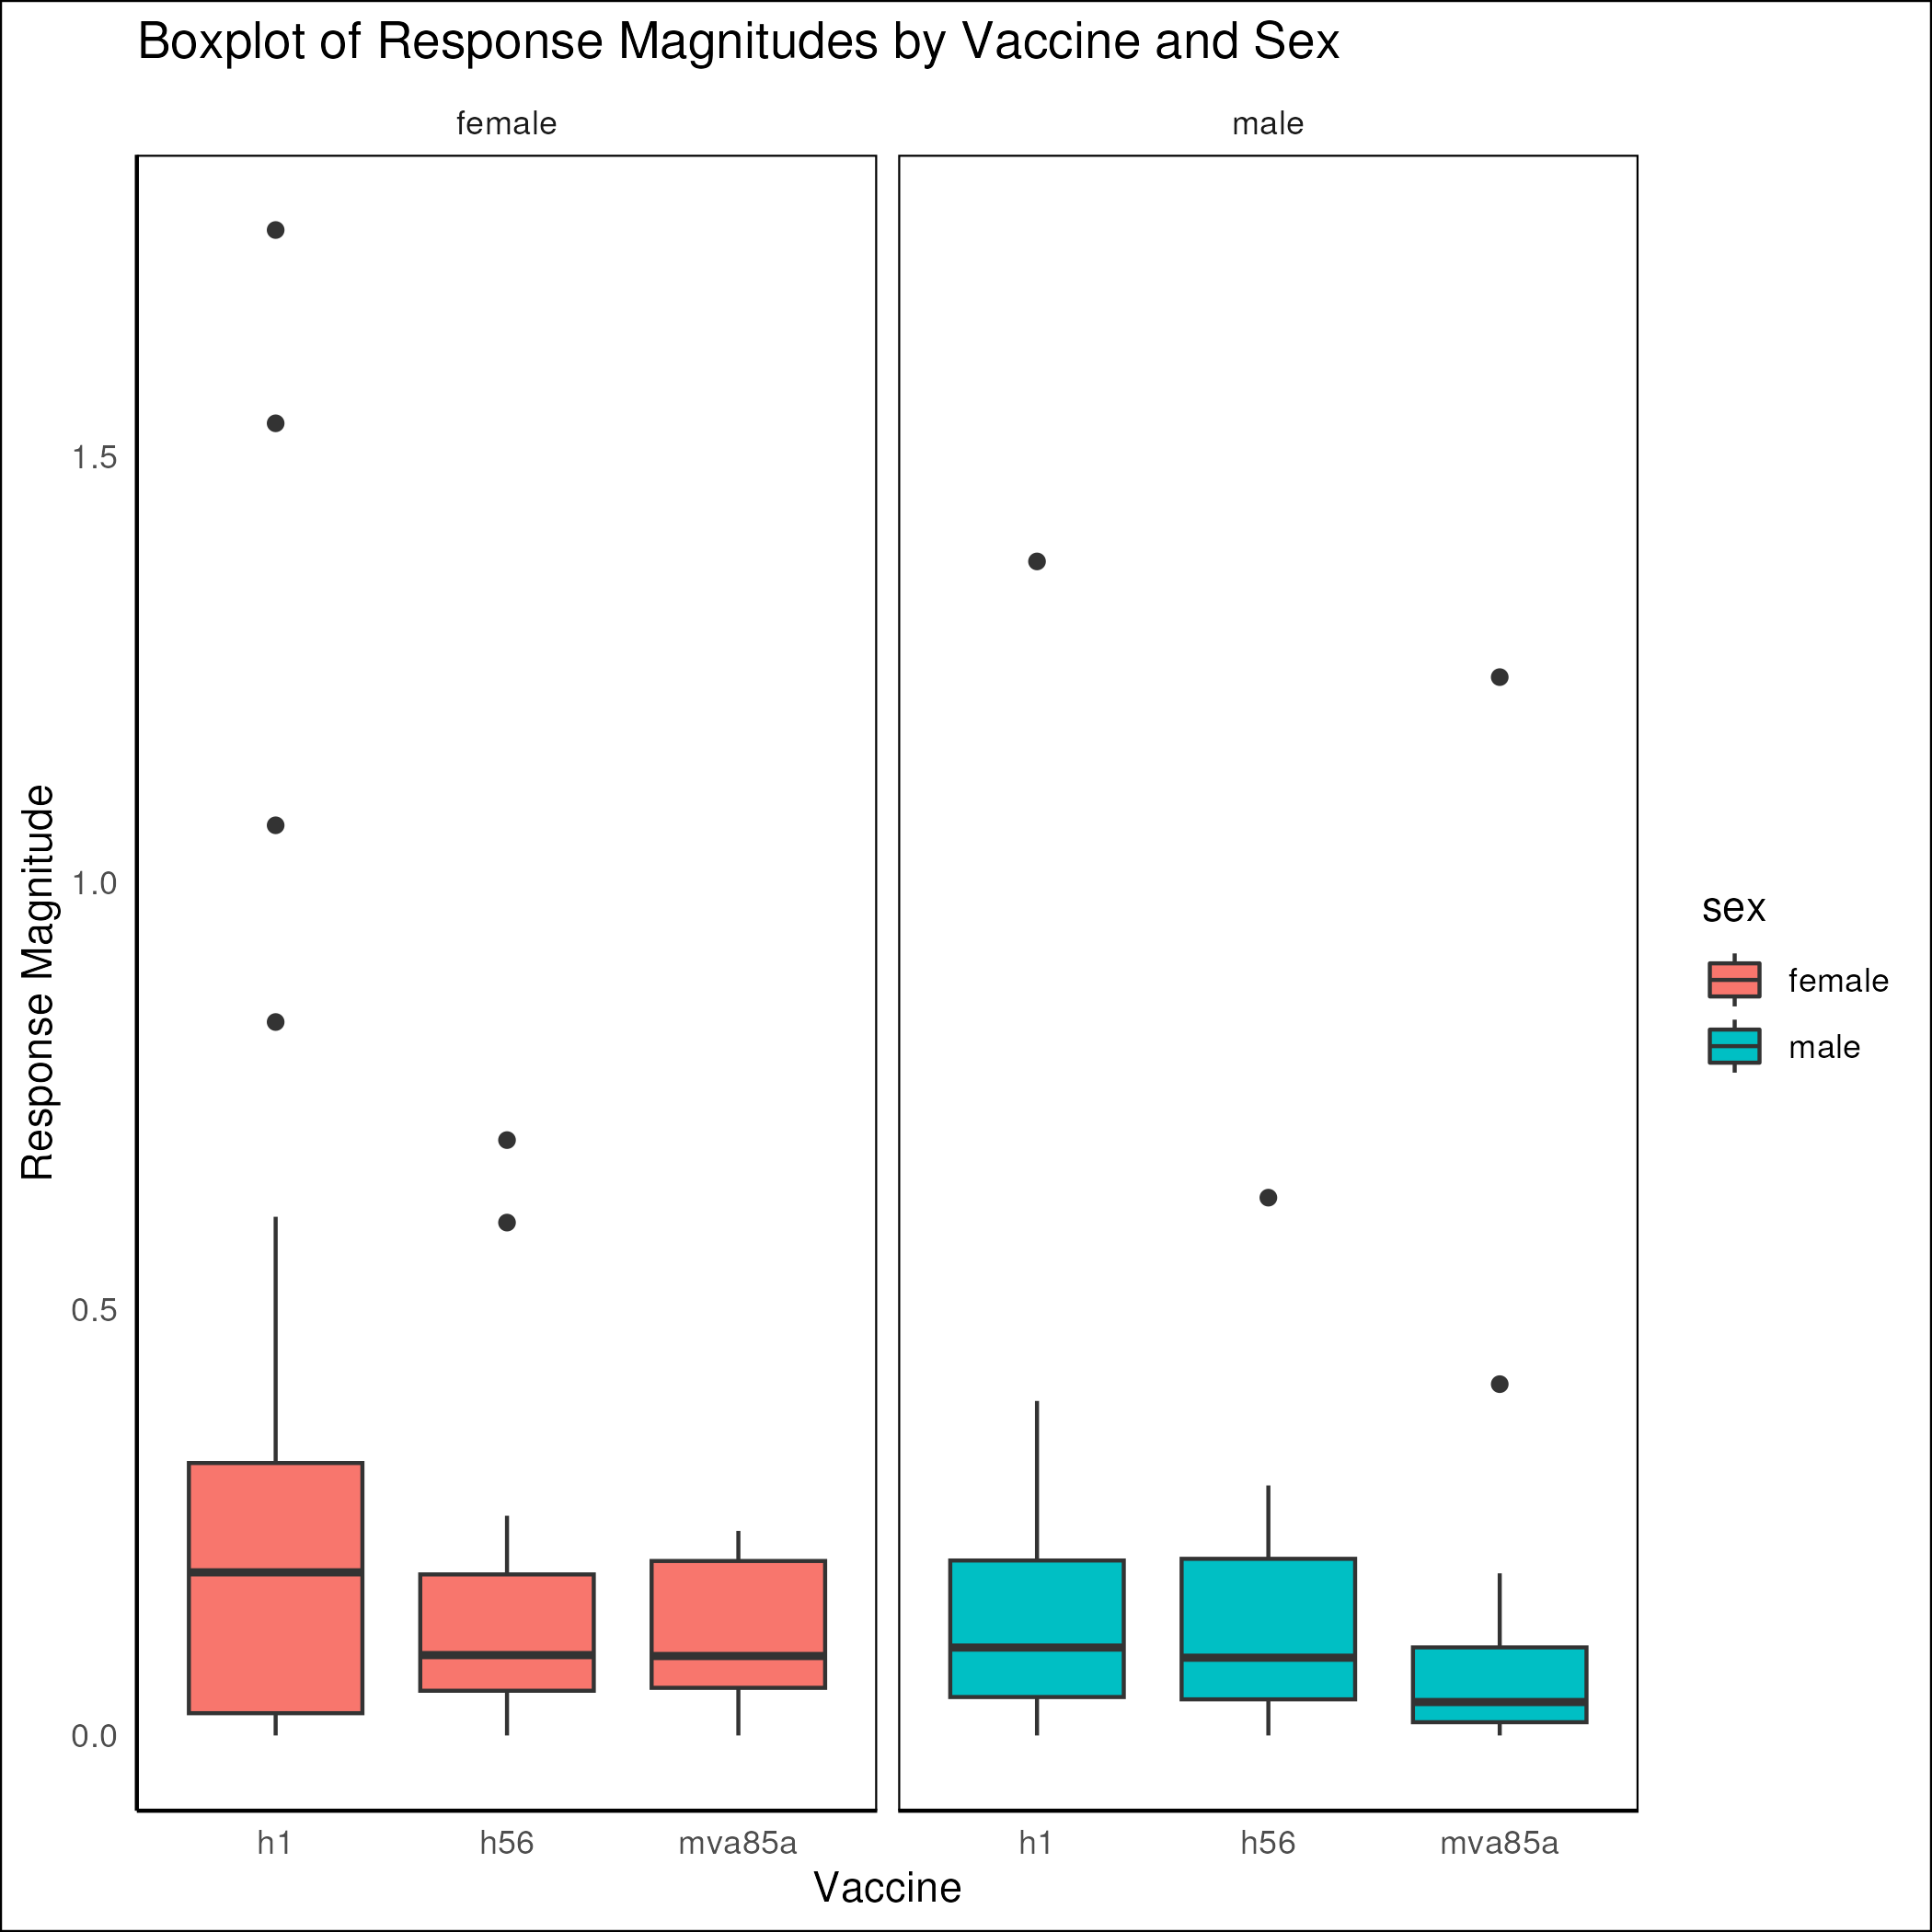 Boxplot of Response Magnitudes by Vaccine and Sex
female
male
Response Magnitude
1.5
1.0
0.5
0.0
h1
h56
mva85a
h1
h56
mva85a
Vaccine
sex
female
male